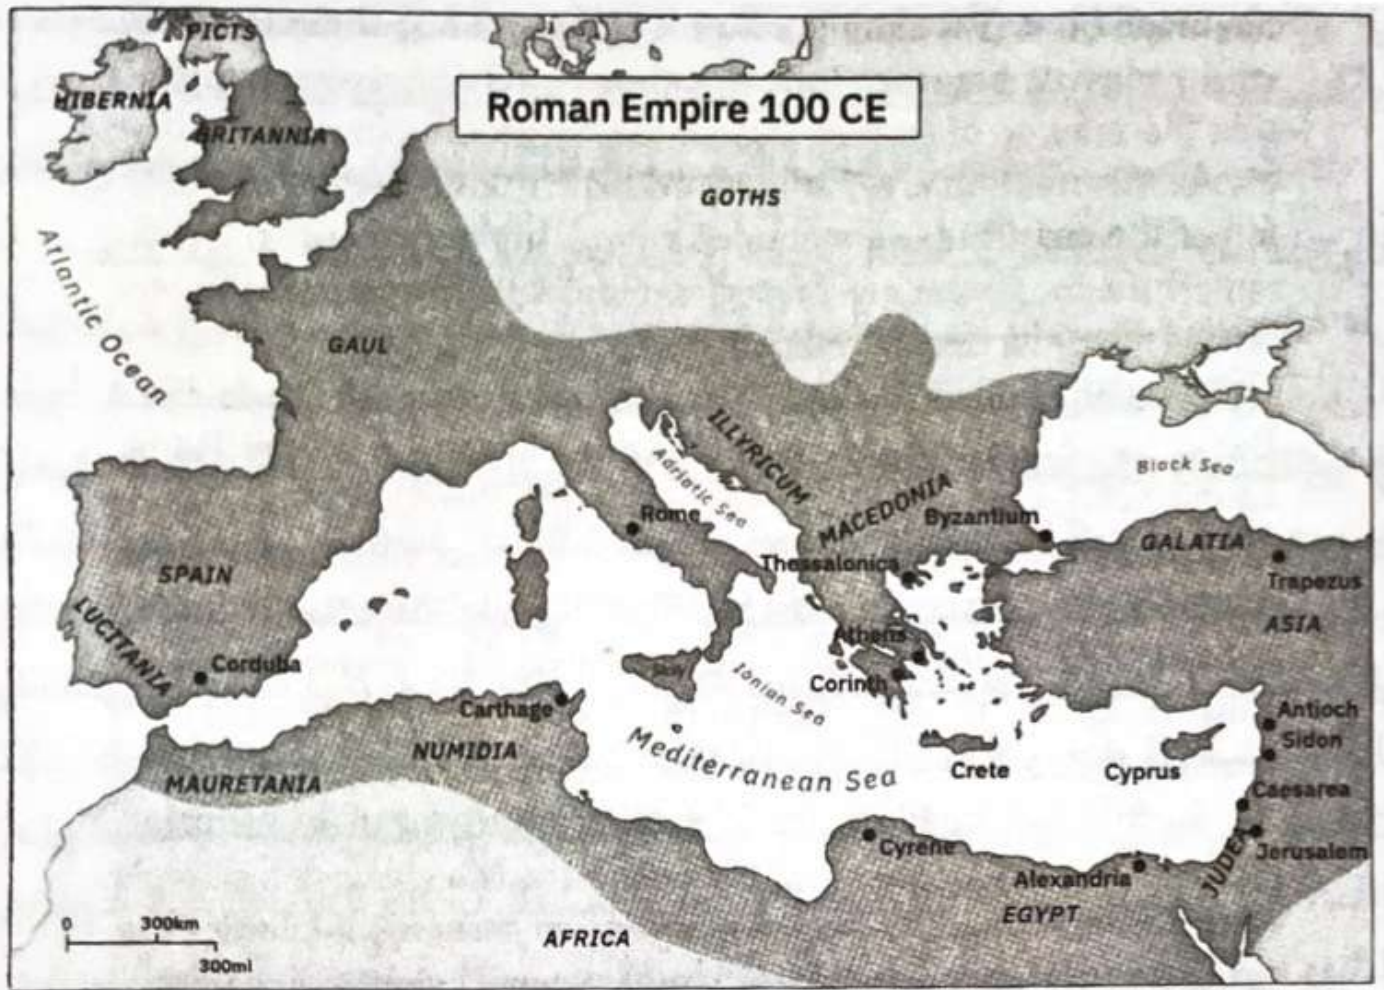 PICTS
HIBERNIA
BRITANNIA
Roman Empire 100 CE
GOTHS
Atlantic Ocean
GAUL
ILLYRICUM
Adriatic Sea
Black Sea
MACEDONIA
Rome
Byzantium
GALATIA
Thessalonica
Trapezus
SPAIN
ASIA
LUCITANIA
Athens
Corduba
Corinth
Ionian Sea
Carthage
Antioch
Sidon
NUMIDIA
Mediterranean Sea
Crete
Cyprus
MAURETANIA
Caesarea
Cyrene
JUDEA
Jerusalem
Alexandria
EGYPT
AFRICA
0 300km
300mi